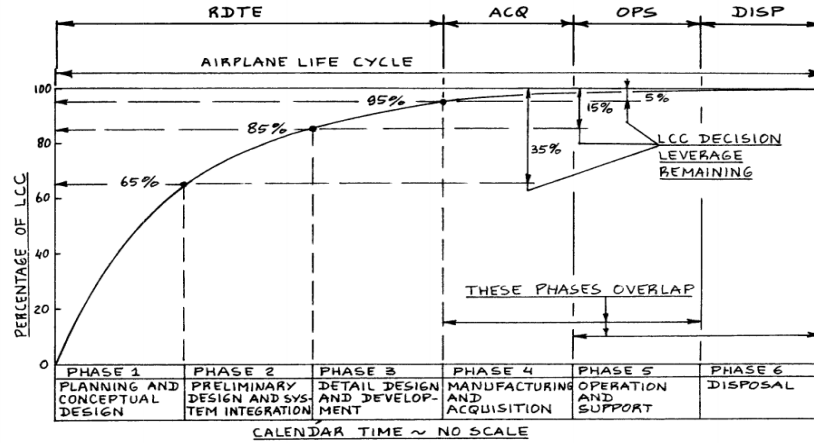 RDTE ACQ OPS DISP
AIRPLANE LIFE CYCLE
PERCENTAGE OF LCC
100
80
60
40
20
0
95%
85%
65%
35%
15%
5%
LCC DECISION
LEVERAGE
REMAINING
THESE PHASES OVERLAP
PHASE 1
PLANNING AND
CONCEPTUAL
DESIGN
PHASE 2
PRELIMINARY
DESIGN AND SYS-
TEM INTEGRATION
PHASE 3
DETAIL DESIGN
AND DEVELOP-
MENT
PHASE 4
MANUFACTURING
AND
ACQUISITION
PHASE 5
OPERATION
AND
SUPPORT
PHASE 6
DISPOSAL
CALENDAR TIME ~ NO SCALE